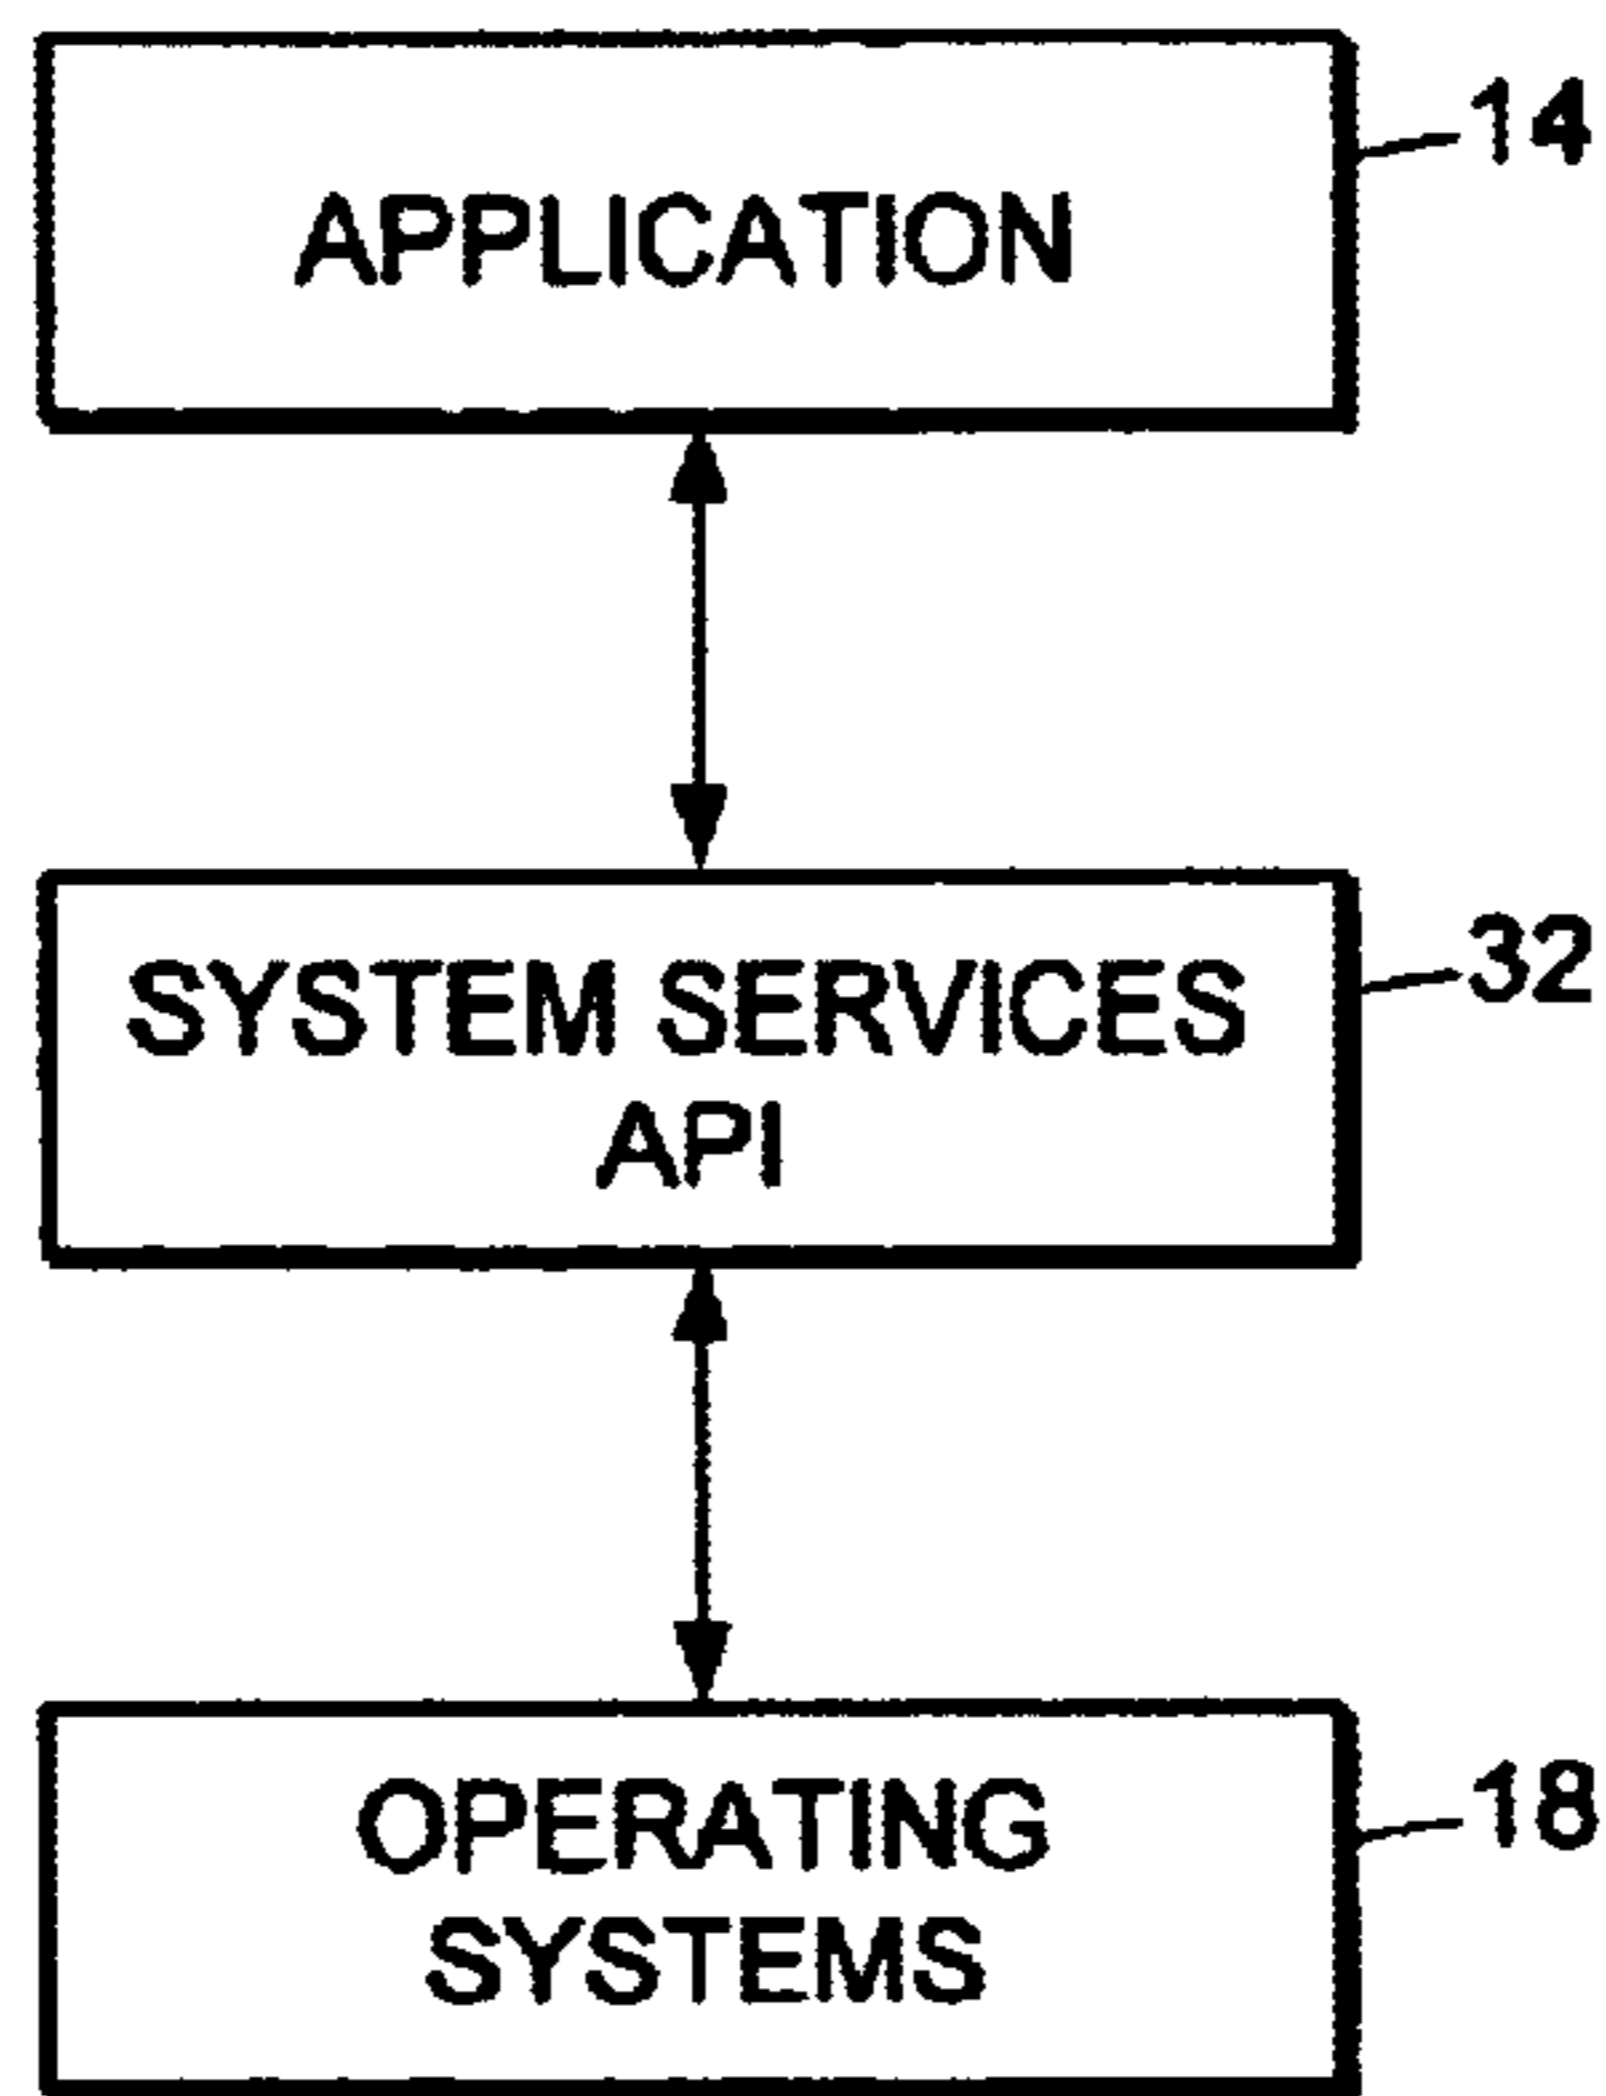 14
APPLICATION
32
SYSTEM SERVICES
API
18
OPERATING
SYSTEMS